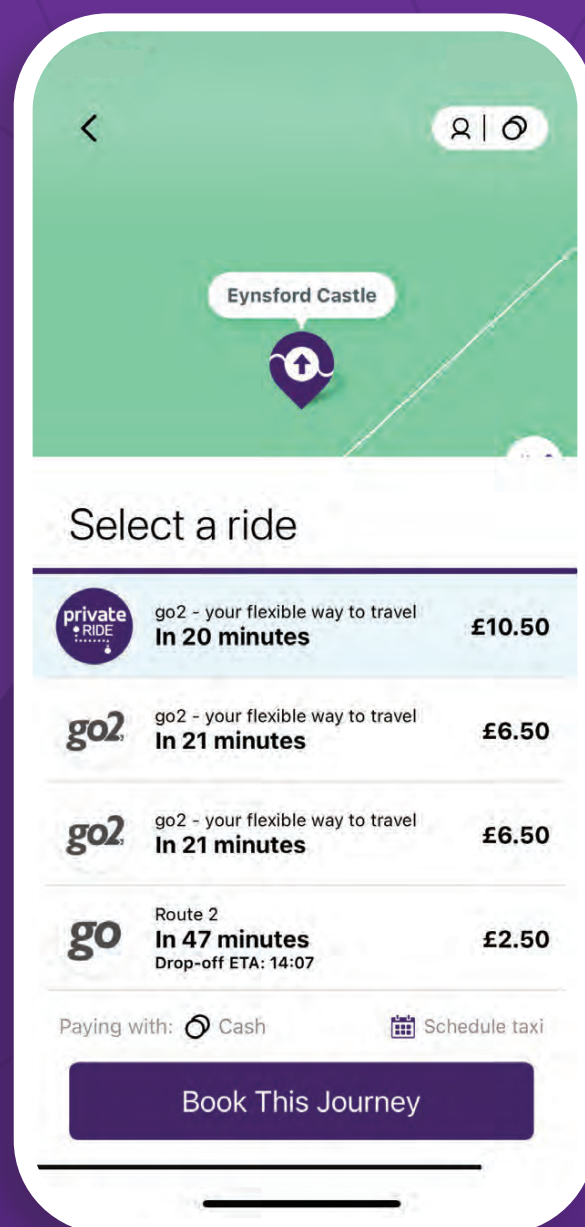 Eynsford Castle
Select a ride
private
RIDE
go2 - your flexible way to travel
In 20 minutes
£10.50
go2
go2 - your flexible way to travel
In 21 minutes
£6.50
go2
go2 - your flexible way to travel
In 21 minutes
£6.50
go
Route 2
In 47 minutes
£2.50
Drop-off ETA: 14:07
Paying with: Cash
Schedule taxi
Book This Journey